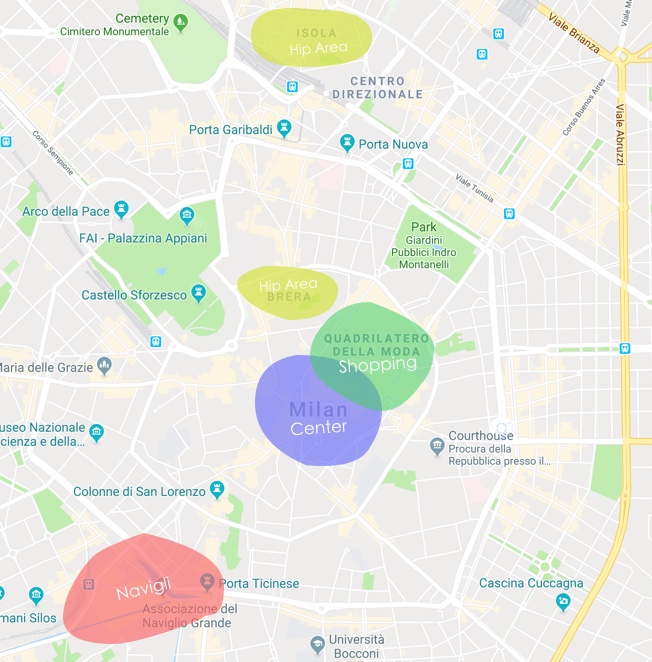 Cemetery
Cimitero Monumentale
ISOLA
Hip Area
Viale Brianza
CENTRO
DIREZIONALE
Corso Buenos Aires
Viale Abruzzi
Porta Garibaldi
Porta Nuova
Corso Sempione
Viale Tunisia
Arco della Pace
FAI - Palazzina Appiani
Park
Giardini
Pubblici Indro
Montanelli
Castello Sforzesco
Hip Area
BRERA
QUADRILATERO
DELLA MODA
Shopping
Maria delle Grazie
Milan
Center
useo Nazionale
cienza e della...
Courthouse
Procura della
Repubblica presso il...
Colonne di San Lorenzo
Navigli
Porta Ticinese
Associazione del
Naviglio Grande
Cascina Cuccagna
mani Silos
Università
Bocconi